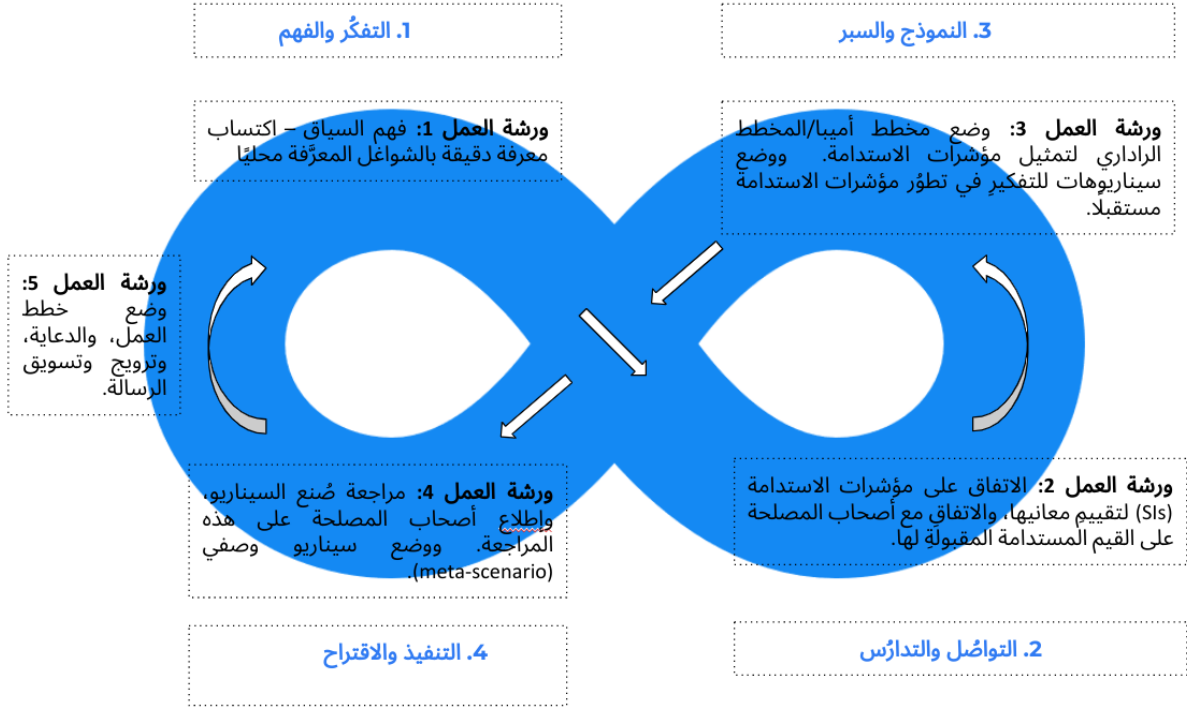 1. التفكُر والفهم
ورشة العمل 1: فهم السياق – اكتساب
معرفة دقيقة بالشواغل المعرَّفة محليًا
3. النموذج والسبر
ورشة العمل 3: وضع مخطط أميبا/المخطط
الراداري لتمثيل مؤشرات الاستدامة. ووضع
سيناريوهات للتفكيرِ في تطوُر مؤشرات الاستدامة
مستقبلًا.
ورشة العمل 5:
وضع خطط
العمل، والدعاية،
وترويج وتسويق
الرسالة.
ورشة العمل 4: مراجعة صُنع السيناريو،
وإطلاع أصحاب المصلحة على هذه
المراجعة. ووضع سيناريو وصفي
(meta-scenario).
4. التنفيذ والاقتراح
ورشة العمل 2: الاتفاق على مؤشرات الاستدامة
(SIs) لتقييمِ معانيها، والاتفاقِ مع أصحاب المصلحة
على القيم المستدامة المقبولةِ لها.
2. التواصُل والتدارُس